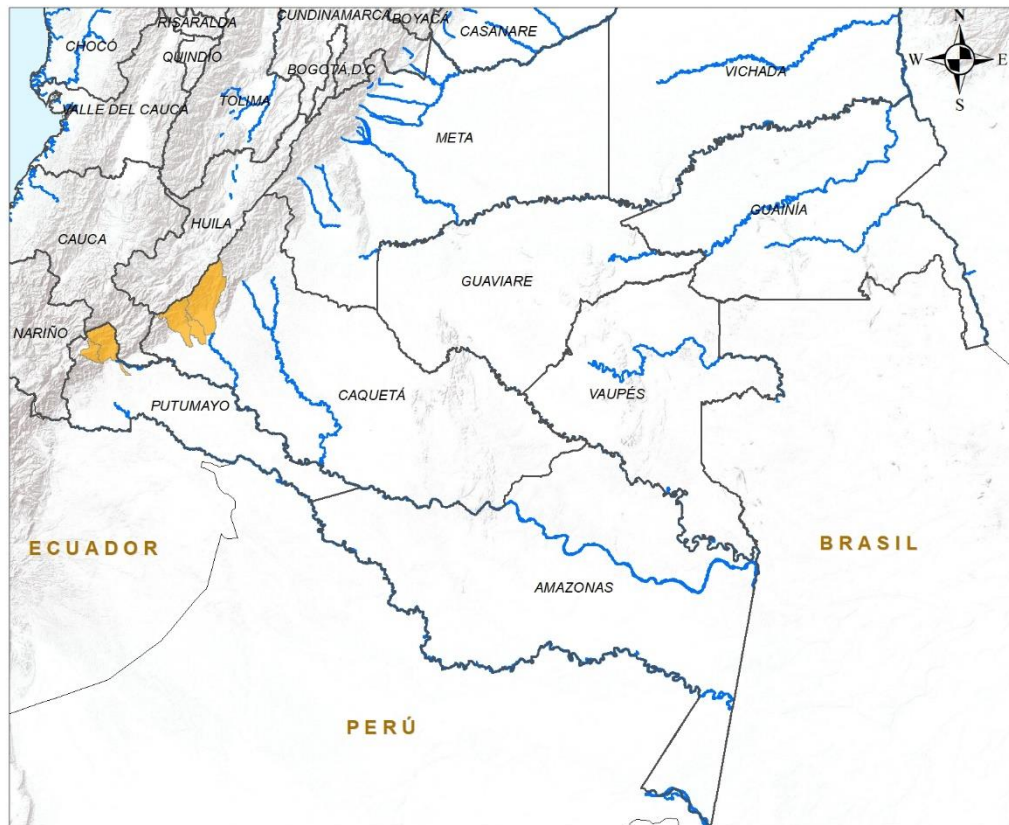 RISARALDA
CUNDINAMARCA
BOYACÁ
CASANARE
N
CHOCÓ
QUINDIO
BOGOTÁ D.C
VICHADA
W
E
S
VALLE DEL CAUCA
TOLIMA
META
HUILA
GUAINÍA
CAUCA
GUAVIARE
NARIÑO
CAQUETÁ
VAUPÉS
PUTUMAYO
ECUADOR
BRASIL
AMAZONAS
PERÚ